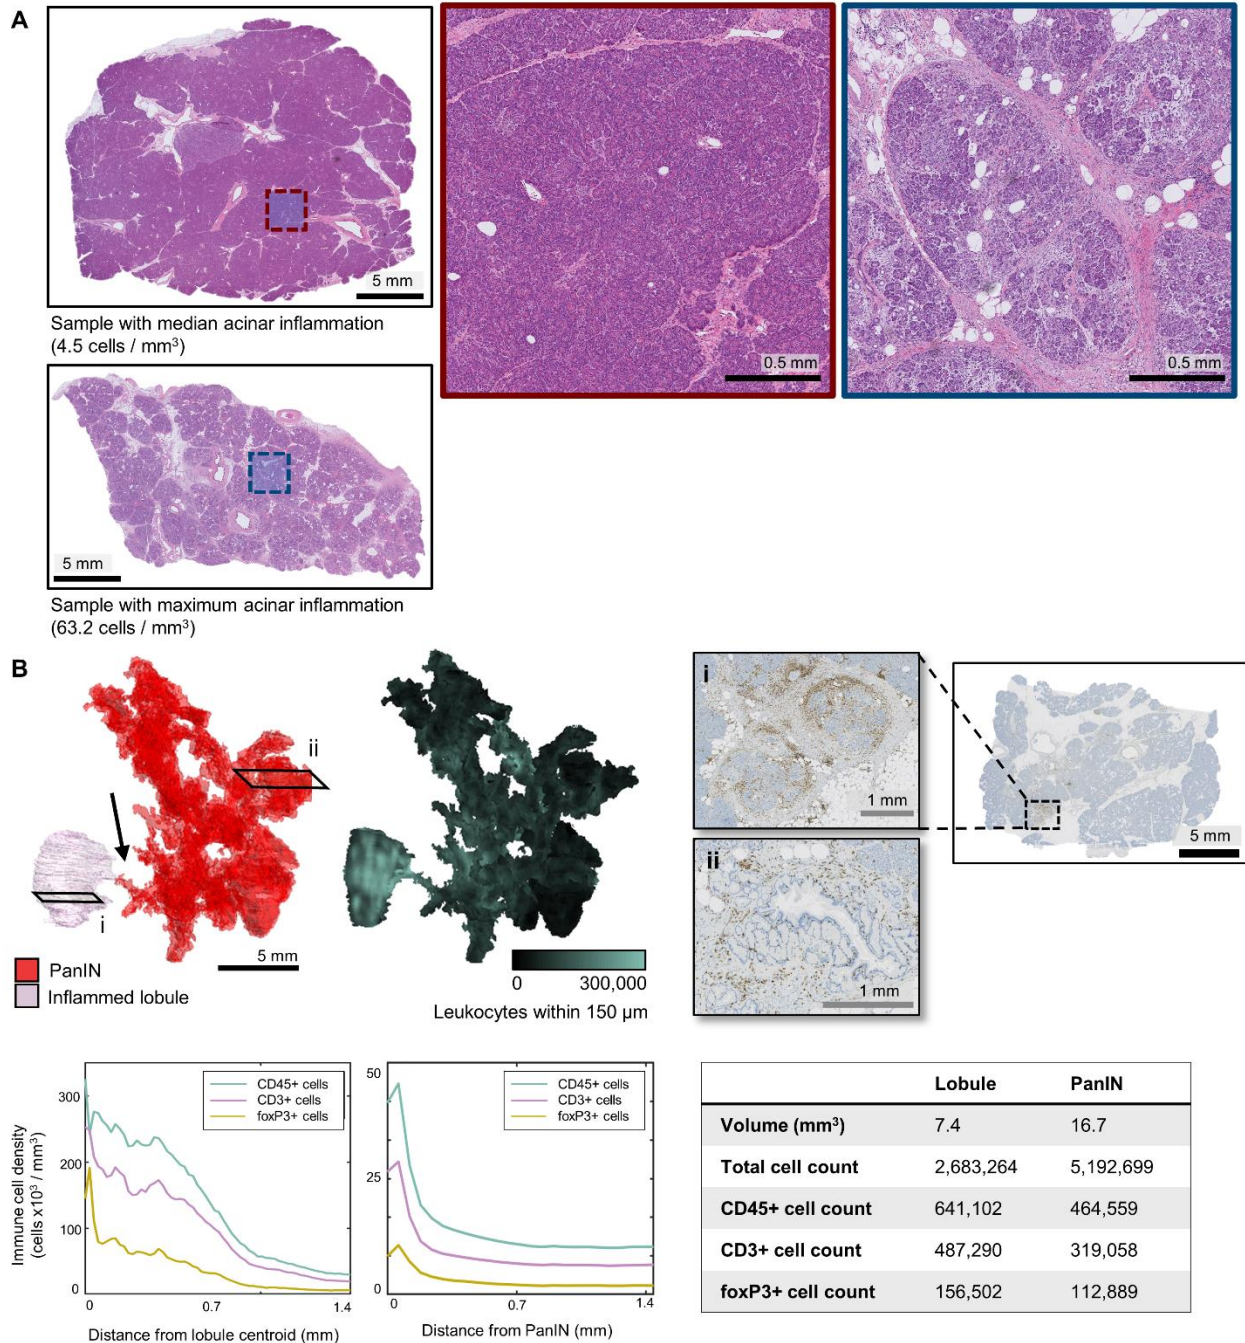 A
5 mm
Sample with median acinar inflammation
(4.5 cells / mm³)
0.5 mm
0.5 mm
5 mm
Sample with maximum acinar inflammation
(63.2 cells / mm³)
B
ii
i
5 mm
PanIN
Inflammed lobule
0 300,000
Leukocytes within 150 µm
i
1 mm
ii
1 mm
5 mm
Immune cell density
(cells x10³ / mm³)
300
200
100
0
CD45+ cells
CD3+ cells
foxP3+ cells
0 0.7 1.4
Distance from lobule centroid (mm)
50
25
0
CD45+ cells
CD3+ cells
foxP3+ cells
0 0.7 1.4
Distance from PanIN (mm)
Lobule PanIN
Volume (mm³) 7.4 16.7
Total cell count 2,683,264 5,192,699
CD45+ cell count 641,102 464,559
CD3+ cell count 487,290 319,058
foxP3+ cell count 156,502 112,889